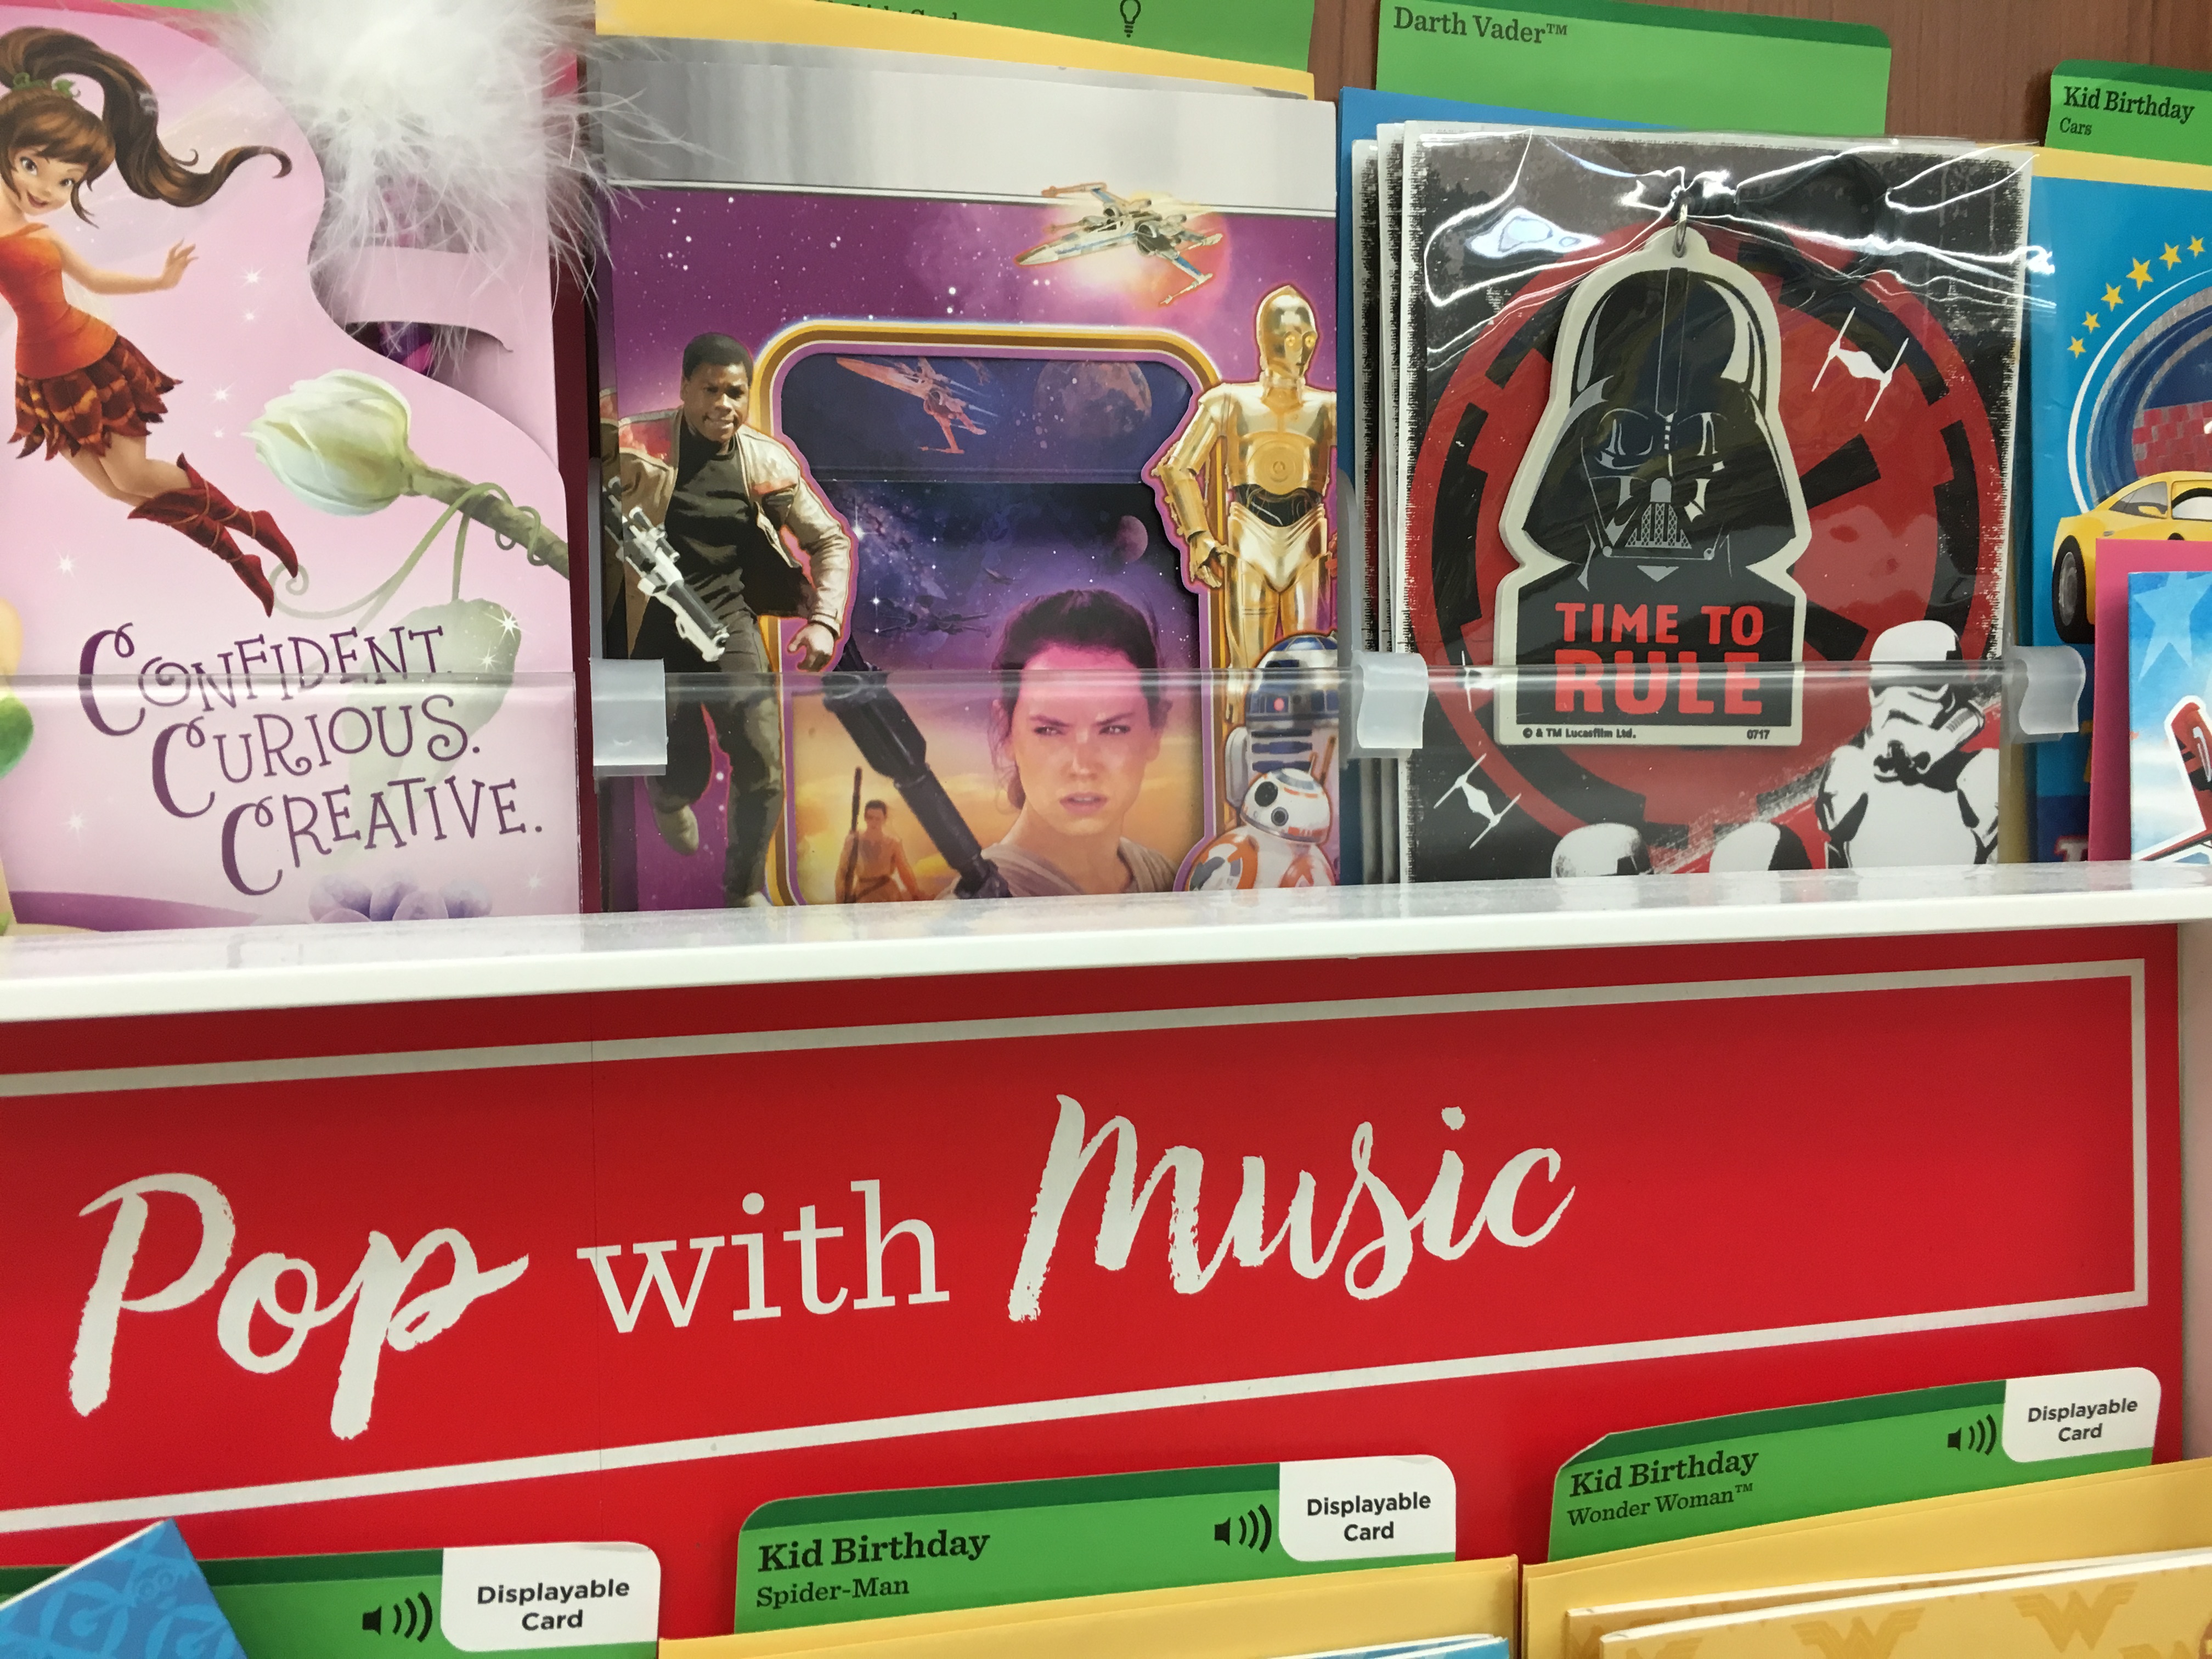 Darth Vader™
Kid Birthday
Cars
CONFIDENT.
CURIOUS.
CREATIVE.
TIME TO
RULE
© & TM Lucasfilm Ltd. 0717
Pop with Music
Displayable
Card
Kid Birthday
Spider-Man
Displayable
Card
Kid Birthday
Wonder Woman™
Displayable
Card